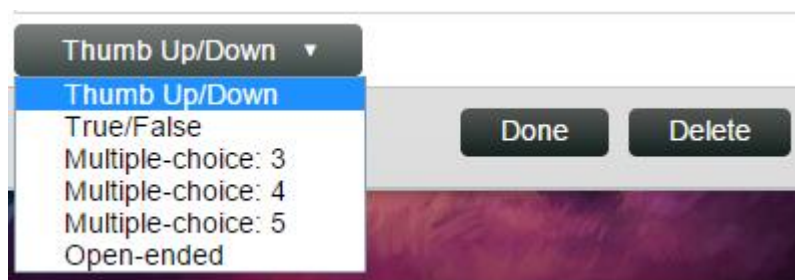 Thumb Up/Down ▼
Thumb Up/Down
True/False
Multiple-choice: 3
Multiple-choice: 4
Multiple-choice: 5
Open-ended
Done
Delete